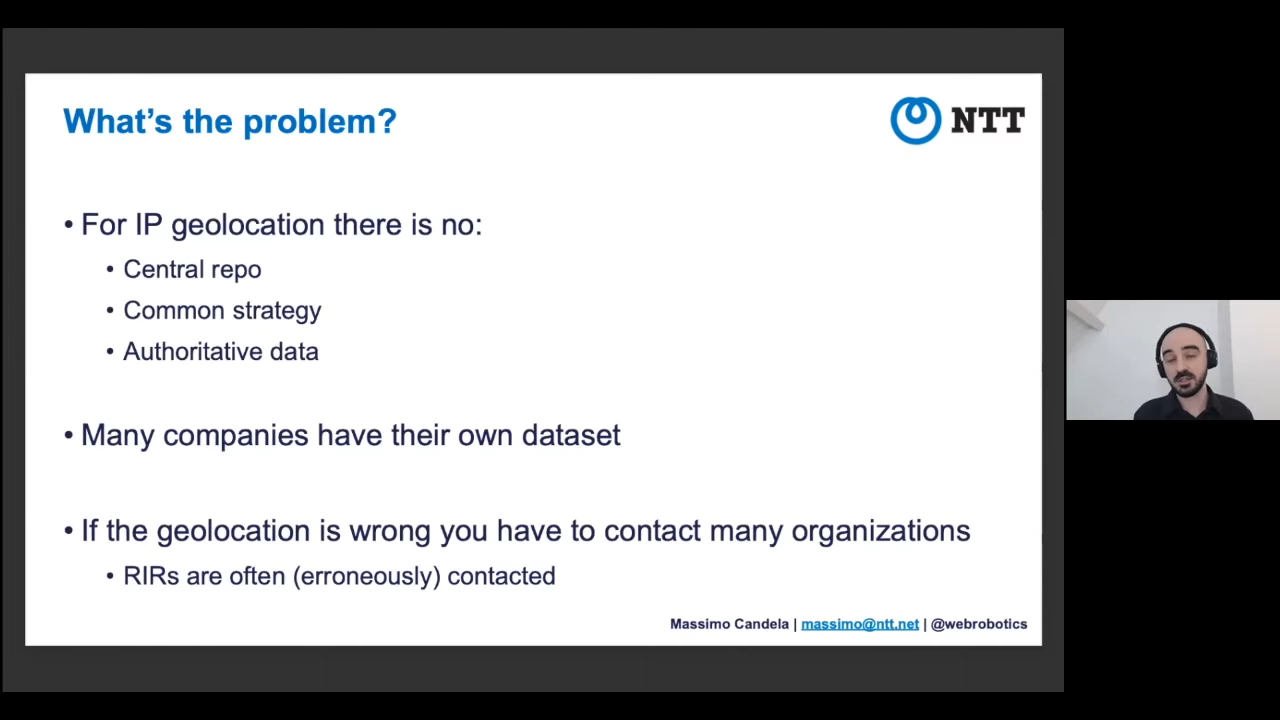 What's the problem?
NTT
• For IP geolocation there is no:
• Central repo
• Common strategy
• Authoritative data
• Many companies have their own dataset
• If the geolocation is wrong you have to contact many organizations
• RIRs are often (erroneously) contacted
Massimo Candela | massimo@ntt.net | @webrobotics